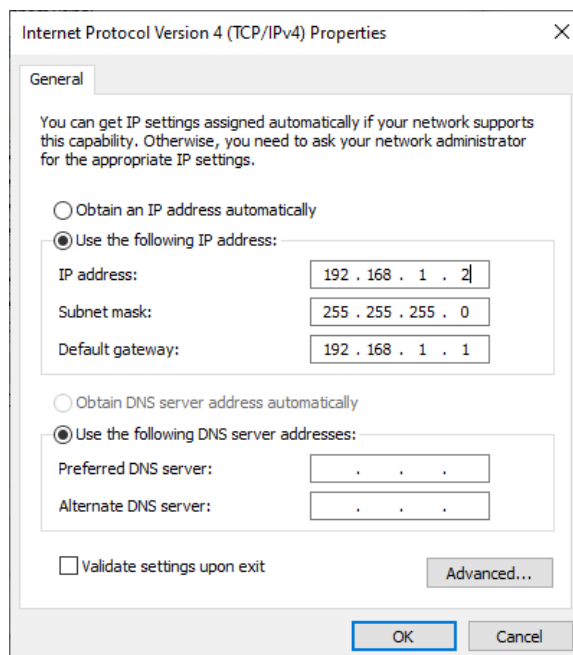 Internet Protocol Version 4 (TCP/IPv4) Properties
General
You can get IP settings assigned automatically if your network supports
this capability. Otherwise, you need to ask your network administrator
for the appropriate IP settings.
Obtain an IP address automatically
Use the following IP address:
IP address: 192 . 168 . 1 . 2
Subnet mask: 255 . 255 . 255 . 0
Default gateway: 192 . 168 . 1 . 1
Obtain DNS server address automatically
Use the following DNS server addresses:
Preferred DNS server: . . .
Alternate DNS server: . . .
Validate settings upon exit
Advanced...
OK Cancel